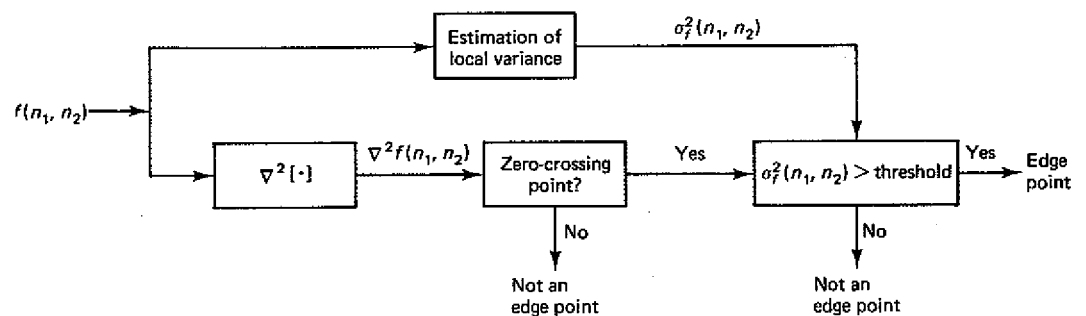 Estimation of
local variance
σ_f^2(n_1, n_2)
f(n_1, n_2)
∇^2 [·]
∇^2 f(n_1, n_2)
Zero-crossing
point?
Yes
σ_f^2(n_1, n_2) > threshold
Yes
Edge
point
No
Not an
edge point
No
Not an
edge point